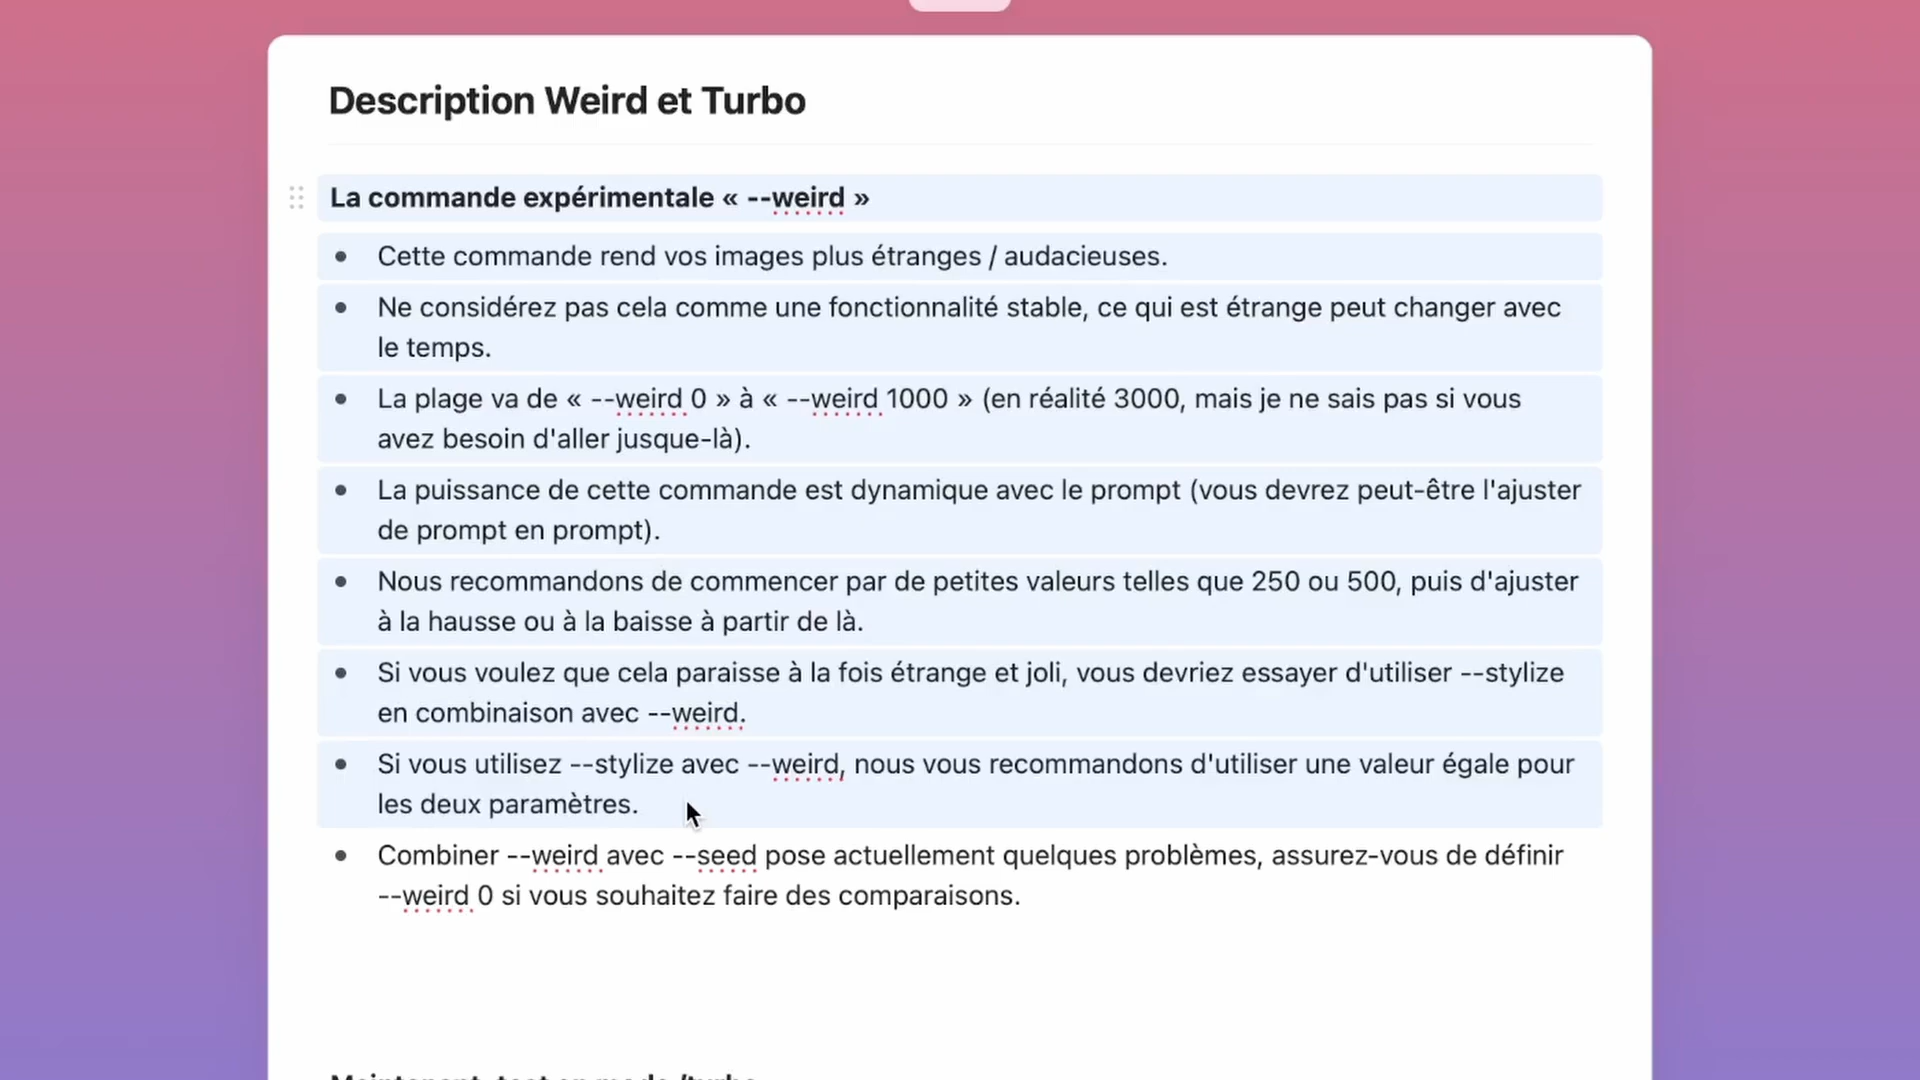 Description Weird et Turbo
La commande expérimentale « --weird »
Cette commande rend vos images plus étranges / audacieuses.
Ne considérez pas cela comme une fonctionnalité stable, ce qui est étrange peut changer avec
le temps.
La plage va de « --weird 0 » à « --weird 1000 » (en réalité 3000, mais je ne sais pas si vous
avez besoin d'aller jusque-là).
La puissance de cette commande est dynamique avec le prompt (vous devrez peut-être l'ajuster
de prompt en prompt).
Nous recommandons de commencer par de petites valeurs telles que 250 ou 500, puis d'ajuster
à la hausse ou à la baisse à partir de là.
Si vous voulez que cela paraisse à la fois étrange et joli, vous devriez essayer d'utiliser --stylize
en combinaison avec --weird.
Si vous utilisez --stylize avec --weird, nous vous recommandons d'utiliser une valeur égale pour
les deux paramètres.
Combiner --weird avec --seed pose actuellement quelques problèmes, assurez-vous de définir
--weird 0 si vous souhaitez faire des comparaisons.